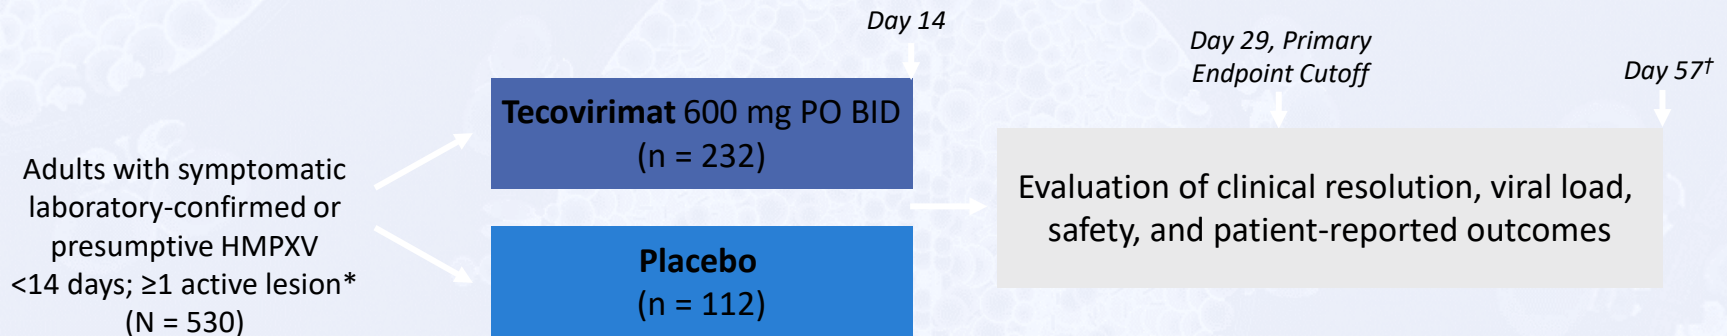 Adults with symptomatic
laboratory-confirmed or
presumptive HMPXV
<14 days; ≥1 active lesion*
(N = 530)
Day 14
Tecovirimat 600 mg PO BID
(n = 232)
Placebo
(n = 112)
Day 29, Primary
Endpoint Cutoff
Day 57†
Evaluation of clinical resolution, viral load,
safety, and patient-reported outcomes